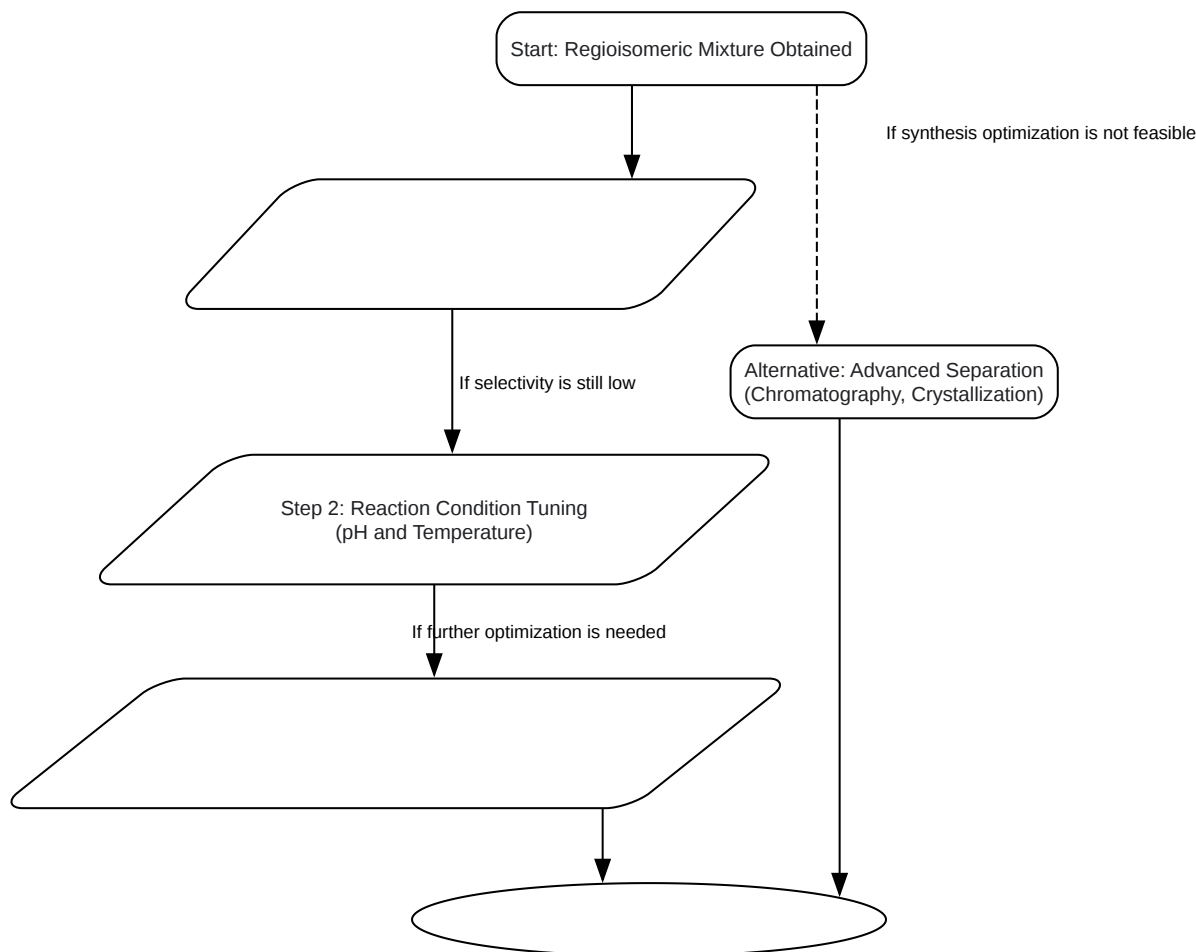 Start: Regioisomeric Mixture Obtained
If synthesis optimization is not feasible
Alternative: Advanced Separation
(Chromatography, Crystallization)
If selectivity is still low
Step 2: Reaction Condition Tuning
(pH and Temperature)
If further optimization is needed